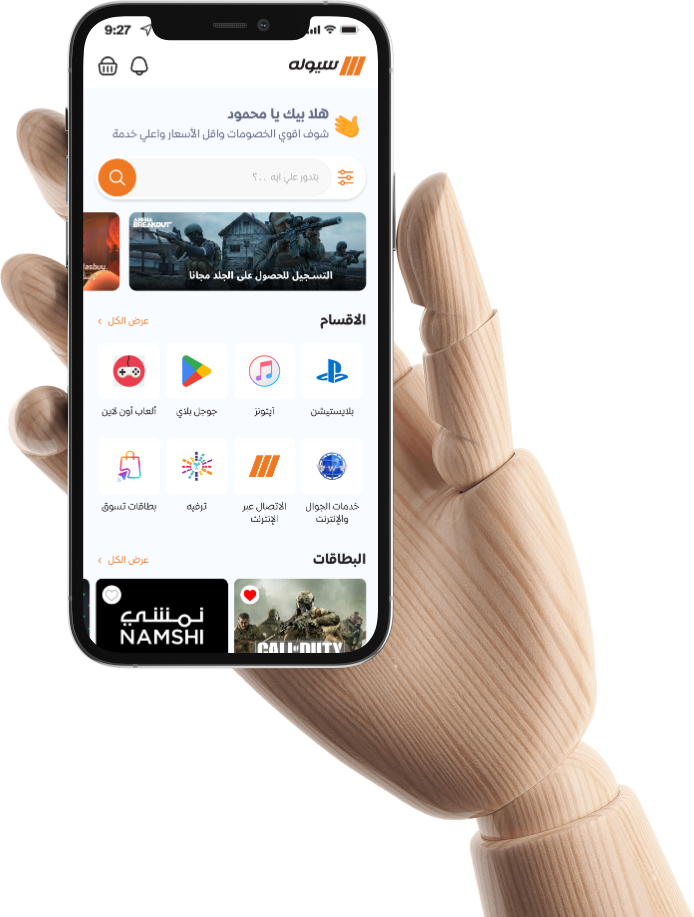 9:27
سيوله
هلا بيك يا محمود
شوف اقوي الخصومات واقل الأسعار واعلي خدمة
بتدور علي ايه ..؟
ARENA
BREAKOUT
التسجيل للحصول على الجلد مجانا
الاقسام
عرض الكل
بلايستيشن
آيتونز
جوجل بلاي
ألعاب أون لاين
خدمات الجوال
والإنترنت
الاتصال عبر
الإنترنت
ترفيه
بطاقات تسوق
البطاقات
عرض الكل
CALL OF DUTY
نمشي
NAMSHI